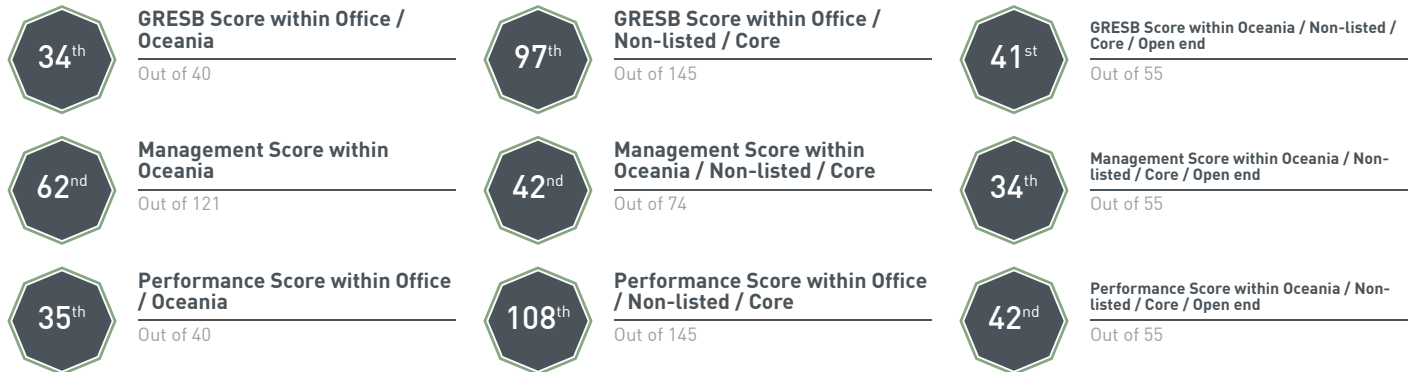 34th
GRESB Score within Office /
Oceania
Out of 40
97th
GRESB Score within Office /
Non-listed / Core
Out of 145
41st
GRESB Score within Oceania / Non-listed /
Core / Open end
Out of 55
62nd
Management Score within
Oceania
Out of 121
42nd
Management Score within
Oceania / Non-listed / Core
Out of 74
34th
Management Score within Oceania / Non-
listed / Core / Open end
Out of 55
35th
Performance Score within Office
/ Oceania
Out of 40
108th
Performance Score within Office
/ Non-listed / Core
Out of 145
42nd
Performance Score within Oceania / Non-
listed / Core / Open end
Out of 55